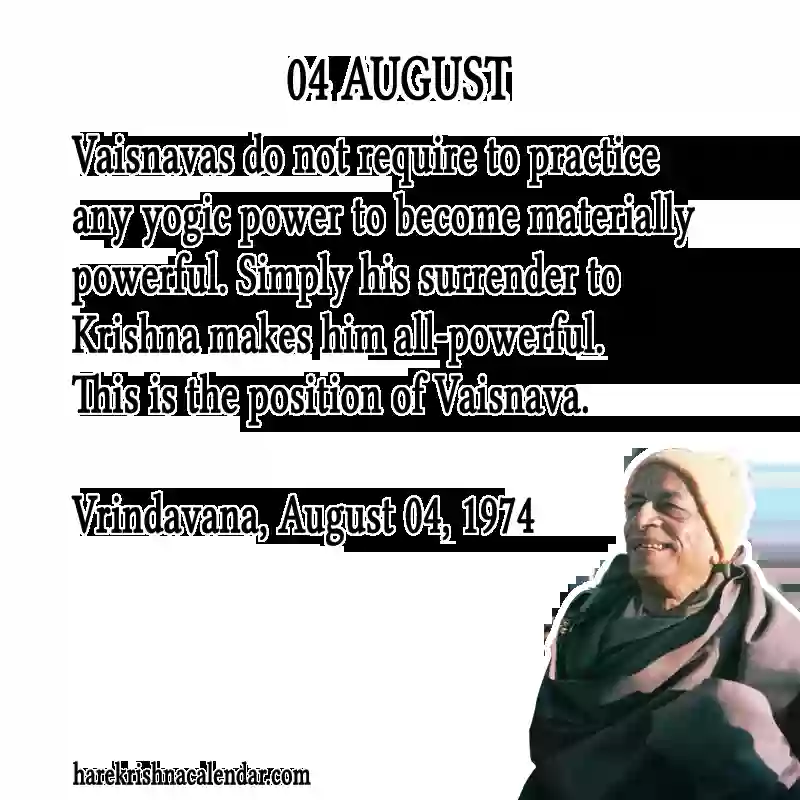 04 AUGUST
Vaisnavas do not require to practice
any yogic power to become materially
powerful. Simply his surrender to
Krishna makes him all-powerful.
This is the position of Vaisnava.
Vrindavana, August 04, 1974
harekrishnacalendar.com